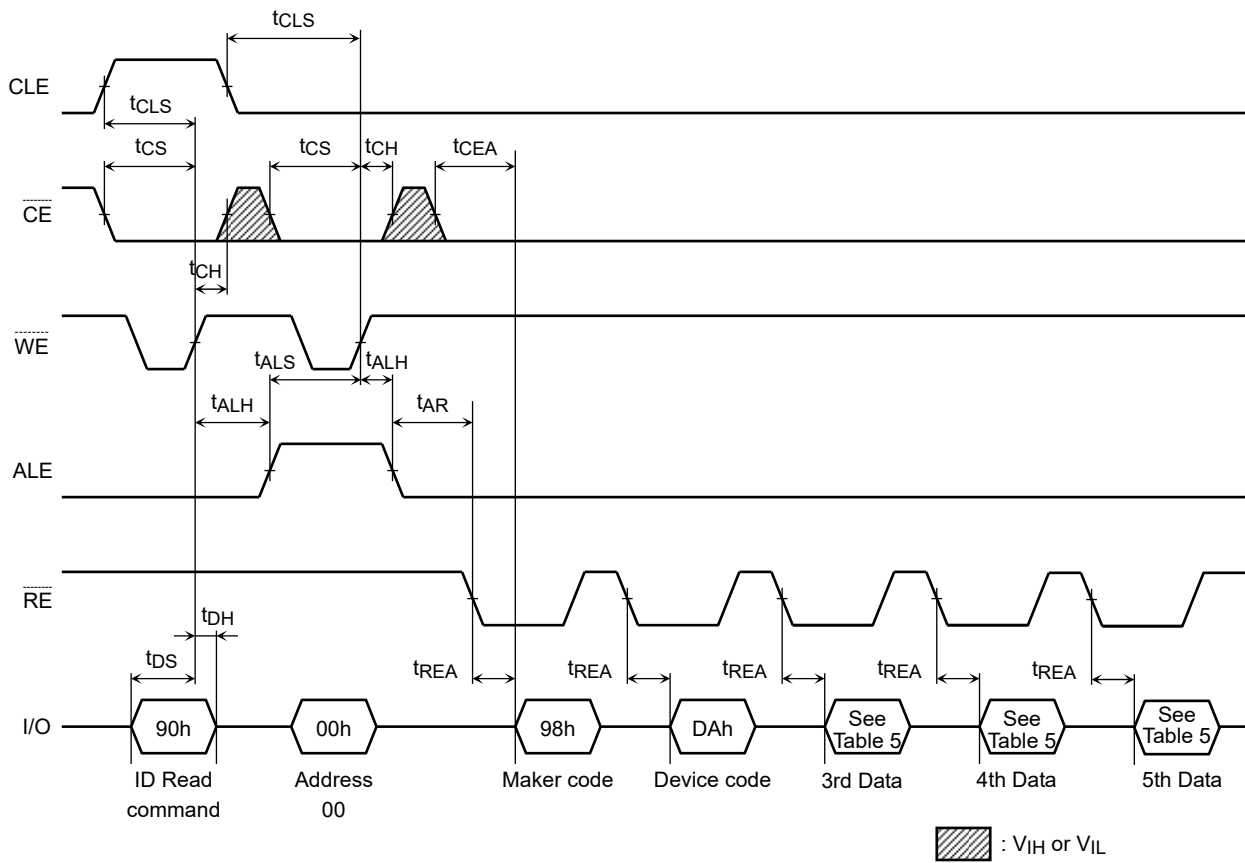 tCLS
CLE
tCLS
tCS
tCS
tCH
tCEA
CE
tCH
WE
tALS
tALH
tALH
tAR
ALE
RE
tDH
tDS
tREA
tREA
tREA
tREA
tREA
I/O
90h
00h
98h
DAh
See
Table 5
See
Table 5
See
Table 5
ID Read
command
Address
00
Maker code
Device code
3rd Data
4th Data
5th Data
: VIH or VIL